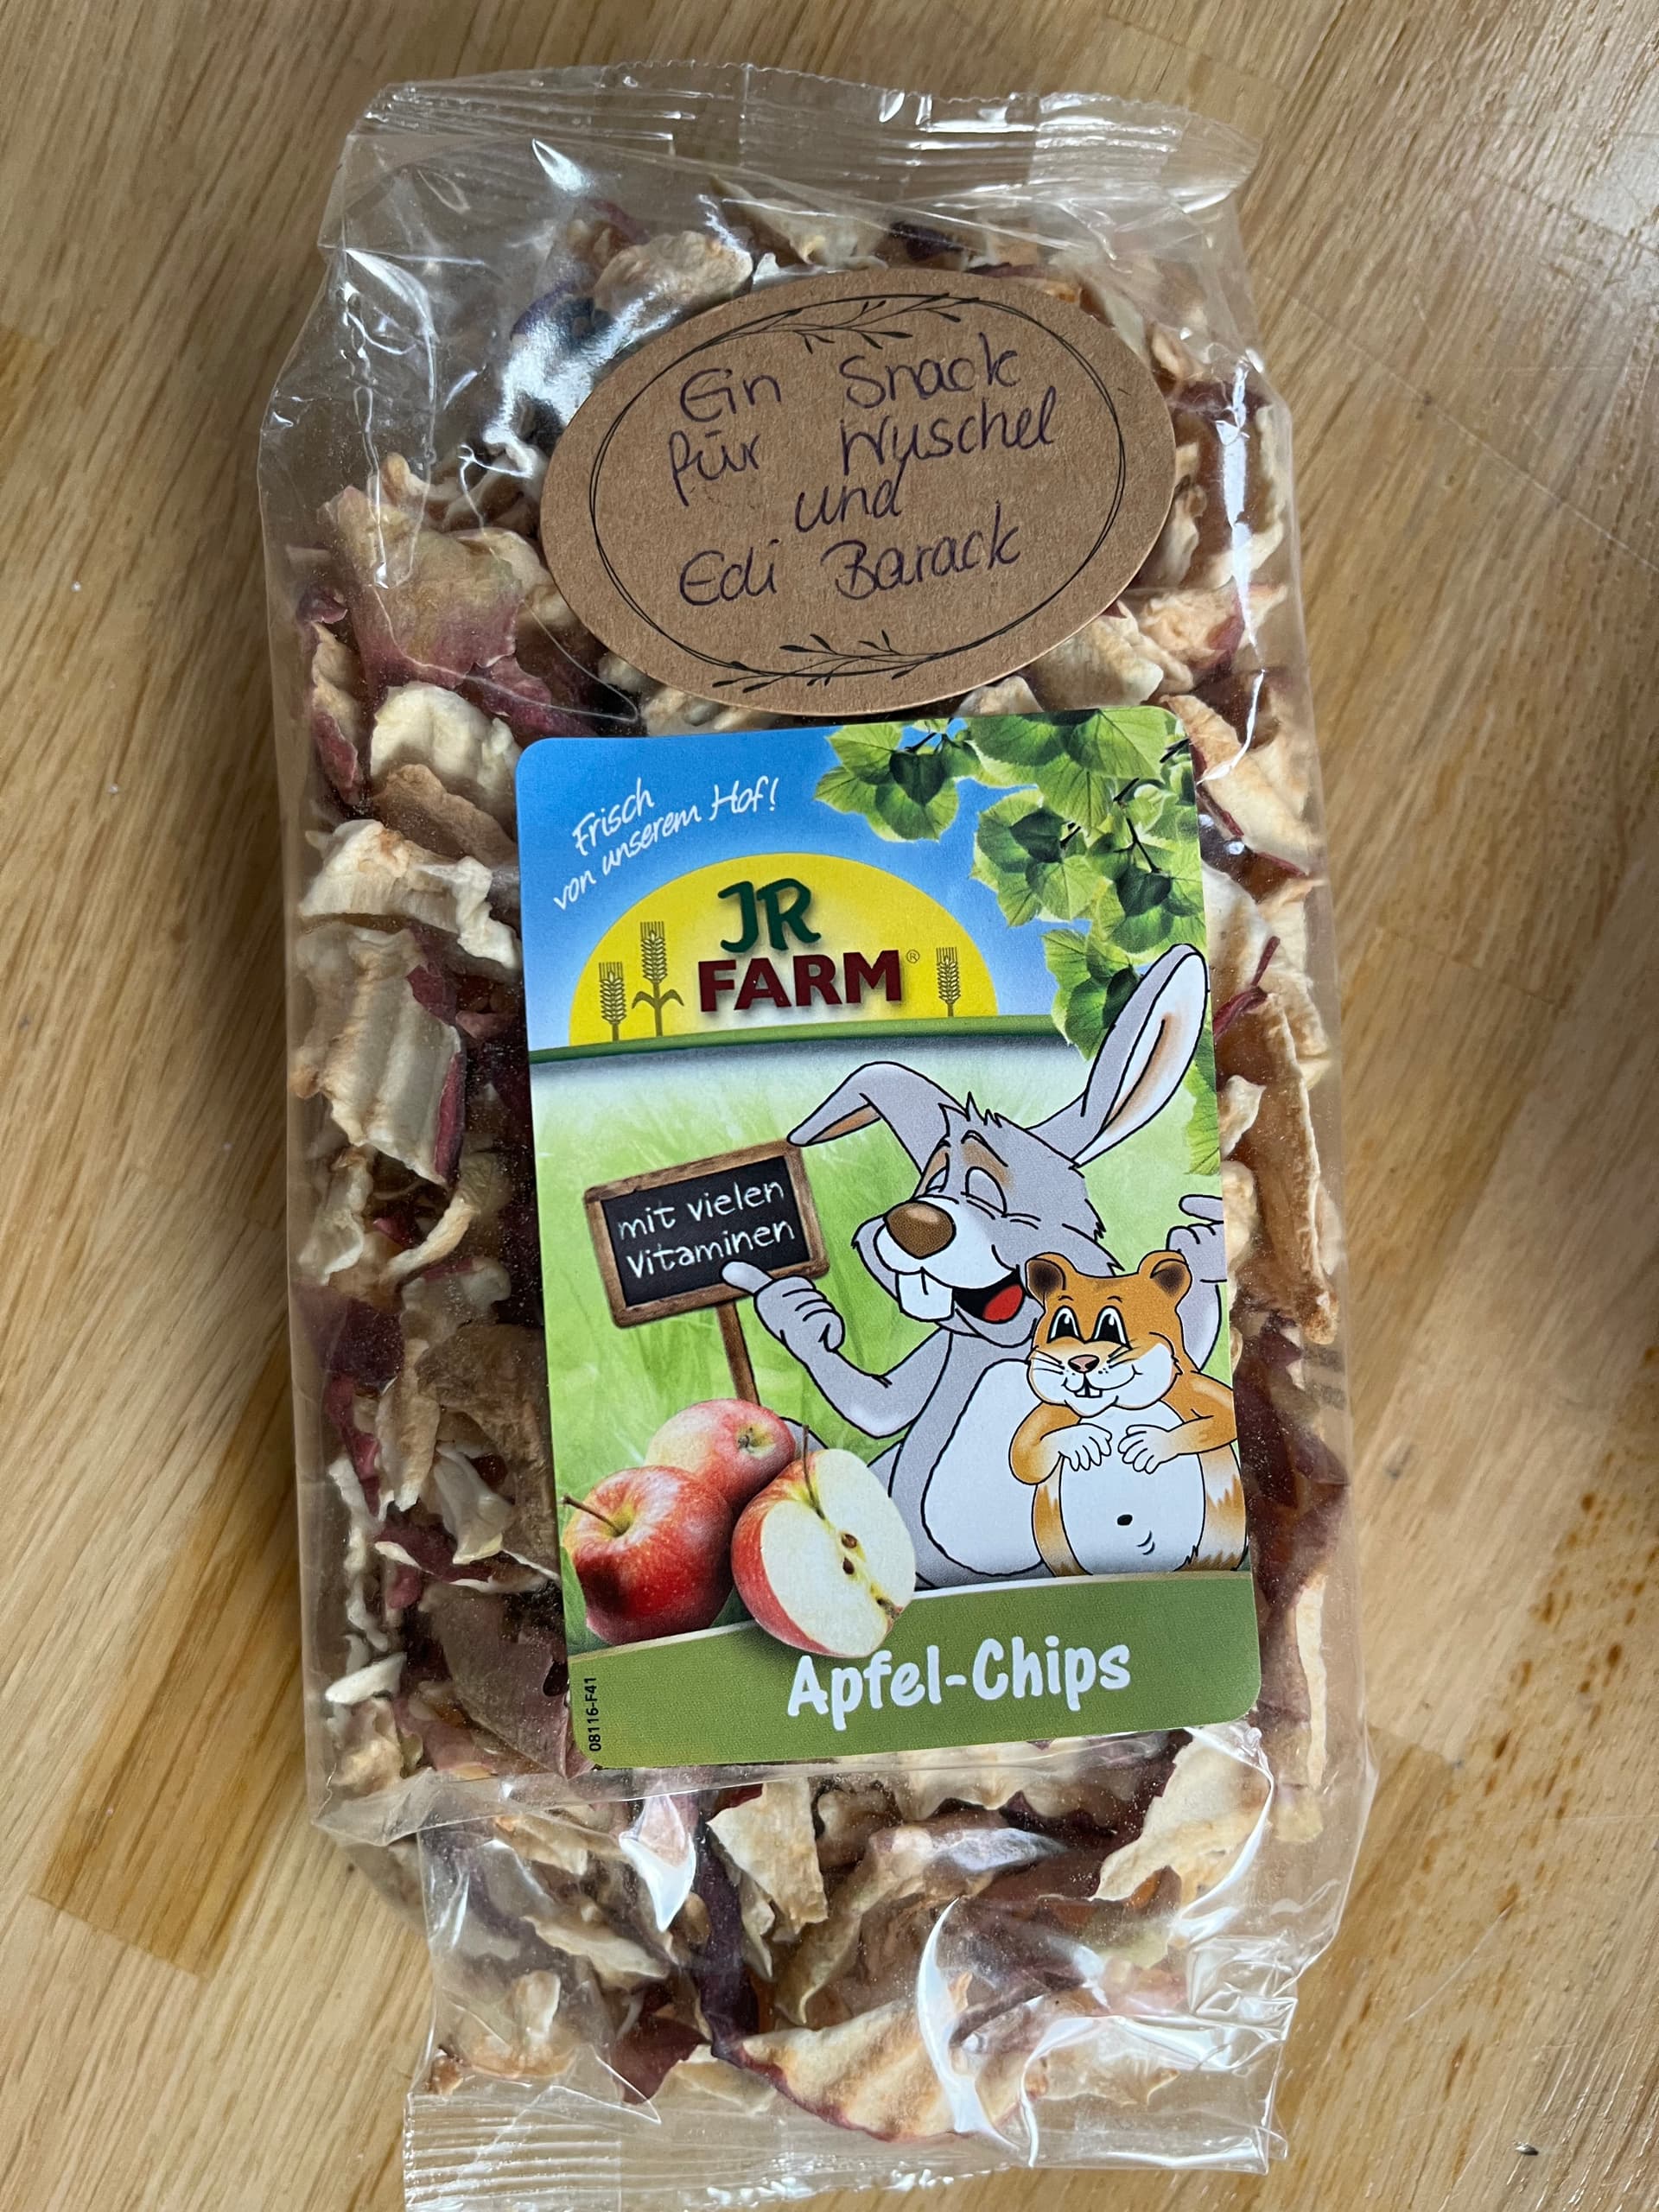 Ein Snack
für Wuschel
und
Edi Barack
Frisch
von unserem Hof!
JR
FARM®
mit vielen
Vitaminen
Apfel-Chips
08116-F41